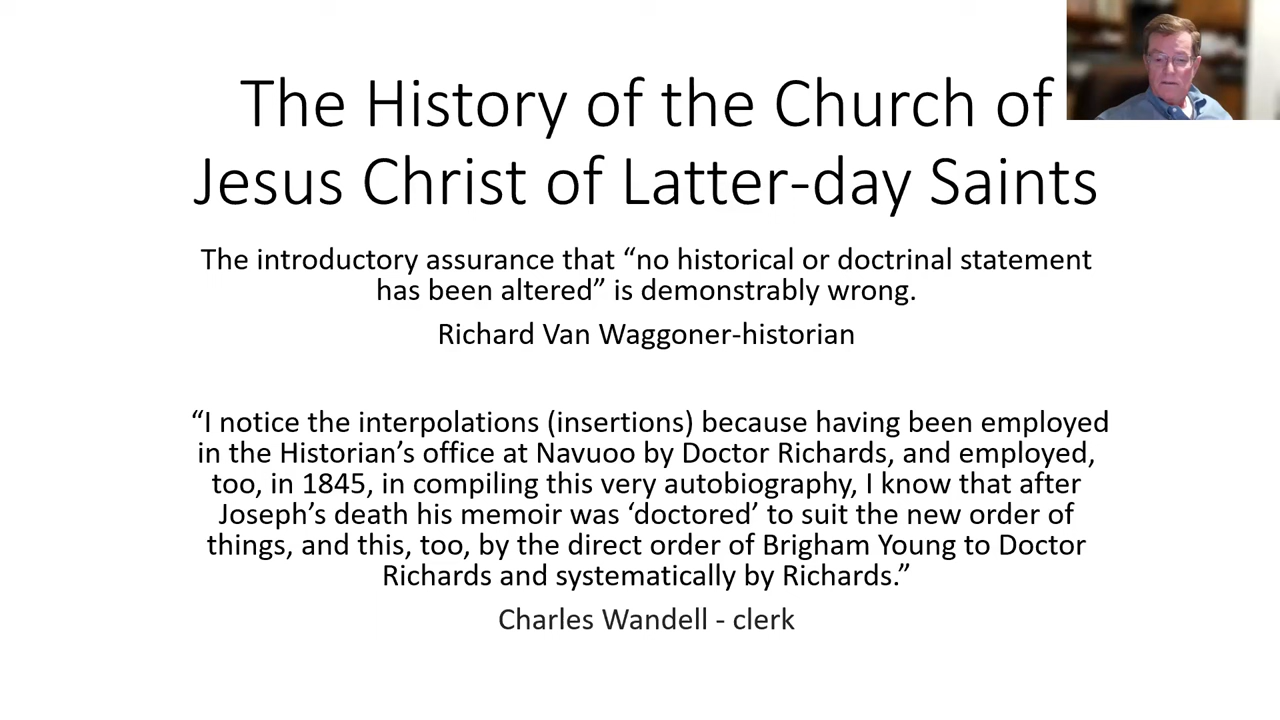 The History of the Church of
Jesus Christ of Latter-day Saints
The introductory assurance that “no historical or doctrinal statement
has been altered” is demonstrably wrong.
Richard Van Waggoner-historian
“I notice the interpolations (insertions) because having been employed
in the Historian’s office at Navuoo by Doctor Richards, and employed,
too, in 1845, in compiling this very autobiography, I know that after
Joseph’s death his memoir was ‘doctored’ to suit the new order of
things, and this, too, by the direct order of Brigham Young to Doctor
Richards and systematically by Richards.”
Charles Wandell - clerk